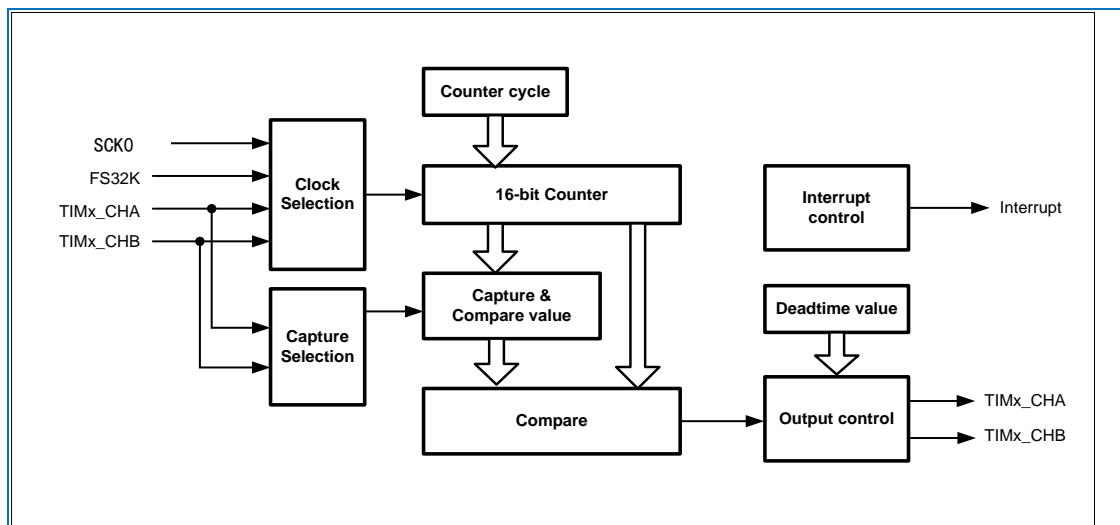 Counter cycle
SCKO
FS32K
TIMx_CHA
TIMx_CHB
Clock
Selection
16-bit Counter
Interrupt
control
Interrupt
Capture
Selection
Capture &
Compare value
Deadtime value
Compare
Output control
TIMx_CHA
TIMx_CHB